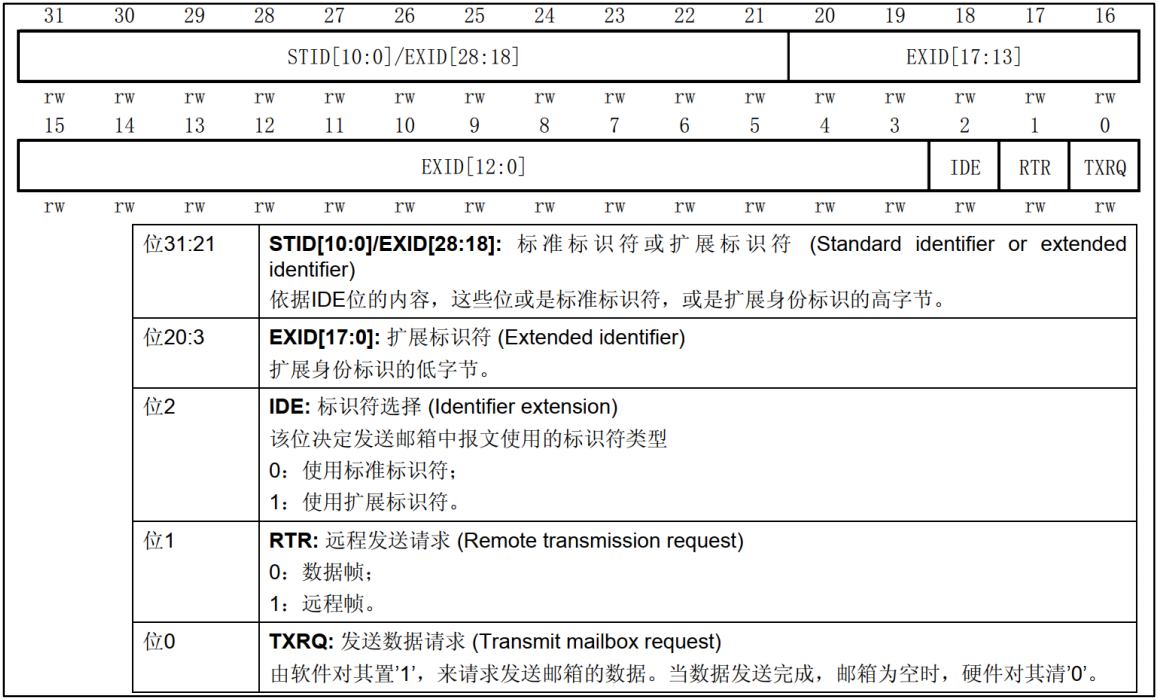 31 30 29 28 27 26 25 24 23 22 21 20 19 18 17 16
STID[10:0]/EXID[28:18] EXID[17:13]
rw rw rw rw rw rw rw rw rw rw rw rw rw rw rw rw
15 14 13 12 11 10 9 8 7 6 5 4 3 2 1 0
EXID[12:0] IDE RTR TXRQ
rw rw rw rw rw rw rw rw rw rw rw rw rw rw rw rw
位31:21 STID[10:0]/EXID[28:18]: 标准标识符或扩展标识符 (Standard identifier or extended
identifier)
依据IDE位的内容，这些位或是标准标识符，或是扩展身份标识的高字节。
位20:3 EXID[17:0]: 扩展标识符 (Extended identifier)
扩展身份标识的低字节。
位2 IDE: 标识符选择 (Identifier extension)
该位决定发送邮箱中报文使用的标识符类型
0：使用标准标识符；
1：使用扩展标识符。
位1 RTR: 远程发送请求 (Remote transmission request)
0：数据帧；
1：远程帧。
位0 TXRQ: 发送数据请求 (Transmit mailbox request)
由软件对其置'1'，来请求发送邮箱的数据。当数据发送完成，邮箱为空时，硬件对其清'0'。